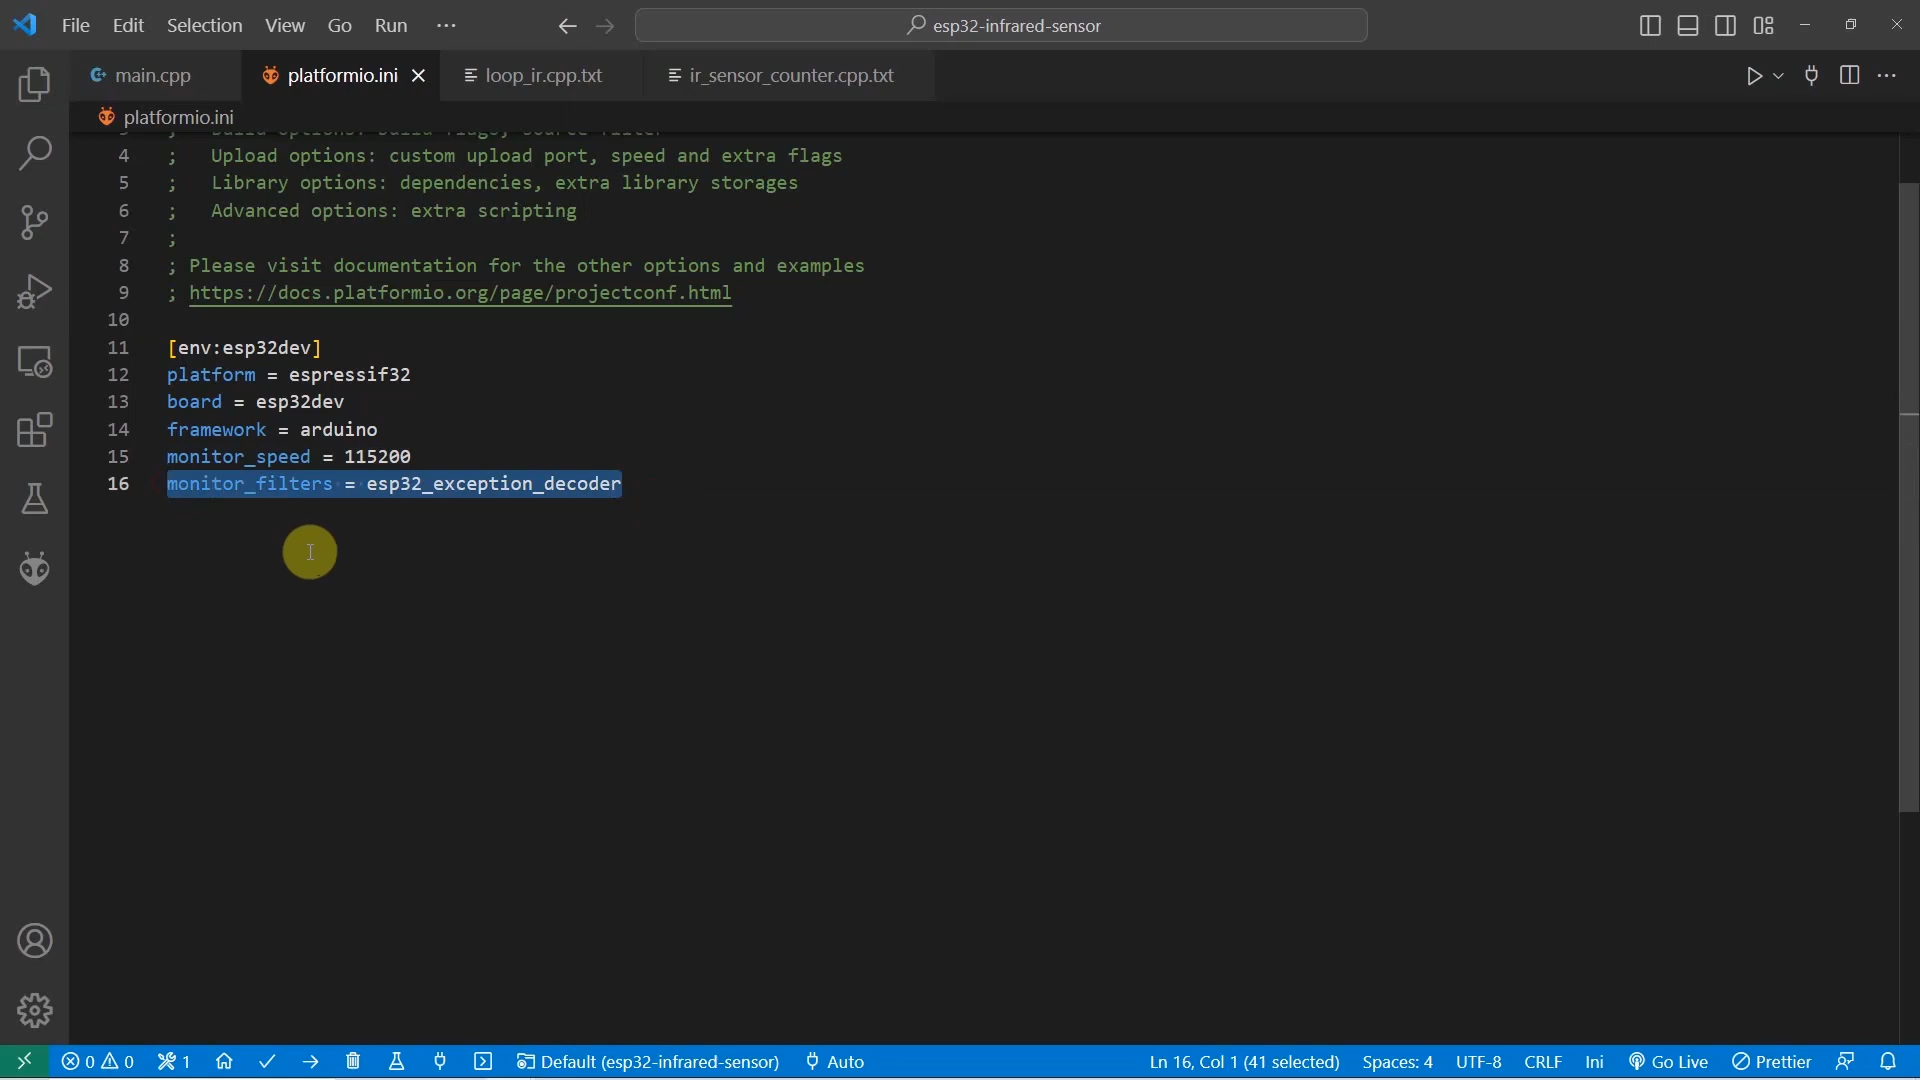 File Edit Selection View Go Run ··· esp32-infrared-sensor
main.cpp platformio.ini loop_ir.cpp.txt ir_sensor_counter.cpp.txt
platformio.ini
4 ;   Upload options: custom upload port, speed and extra flags
5 ;   Library options: dependencies, extra library storages
6 ;   Advanced options: extra scripting
7 ;
8 ; Please visit documentation for the other options and examples
9 ; https://docs.platformio.org/page/projectconf.html
10
11 [env:esp32dev]
12 platform = espressif32
13 board = esp32dev
14 framework = arduino
15 monitor_speed = 115200
16 monitor_filters = esp32_exception_decoder
0 0 1 Default (esp32-infrared-sensor) Auto Ln 16, Col 1 (41 selected) Spaces: 4 UTF-8 CRLF Ini Go Live Prettier